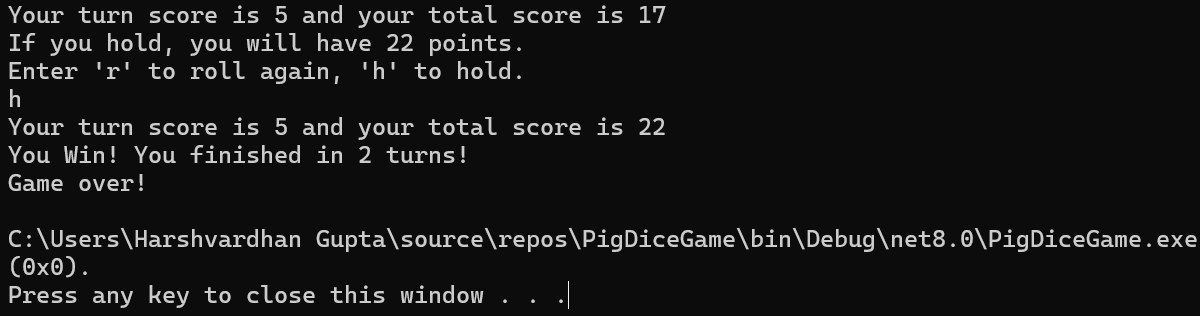 Your turn score is 5 and your total score is 17
If you hold, you will have 22 points.
Enter 'r' to roll again, 'h' to hold.
h
Your turn score is 5 and your total score is 22
You Win! You finished in 2 turns!
Game over!
C:\Users\Harshvardhan Gupta\source\repos\PigDiceGame\bin\Debug\net8.0\PigDiceGame.exe
(0x0).
Press any key to close this window . . .